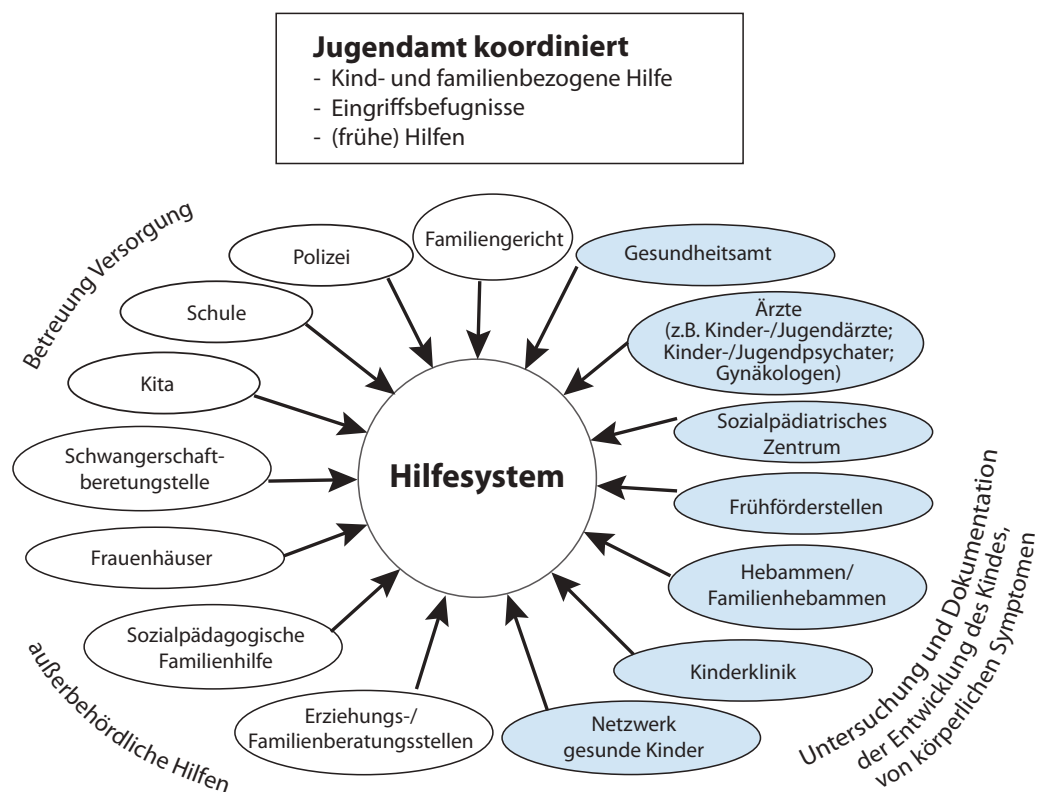 Jugendamt koordiniert
- Kind- und familienbezogene Hilfe
- Eingriffsbefugnisse
- (frühe) Hilfen
Betreuung Versorgung
Polizei
Familiengericht
Gesundheitsamt
Schule
Ärzte
(z.B. Kinder-/Jugendärzte;
Kinder-/Jugendpsychater;
Gynäkologen)
Kita
Sozialpädiatrisches
Zentrum
Schwangerschaft-
beretungstelle
Hilfesystem
Frühförderstellen
Frauenhäuser
Hebammen/
Familienhebammen
Sozialpädagogische
Familienhilfe
Kinderklinik
Erziehungs-/
Familienberatungsstellen
Netzwerk
gesunde Kinder
außerbehördliche Hilfen
Untersuchung und Dokumentation
der Entwicklung des Kindes,
von körperlichen Symptomen